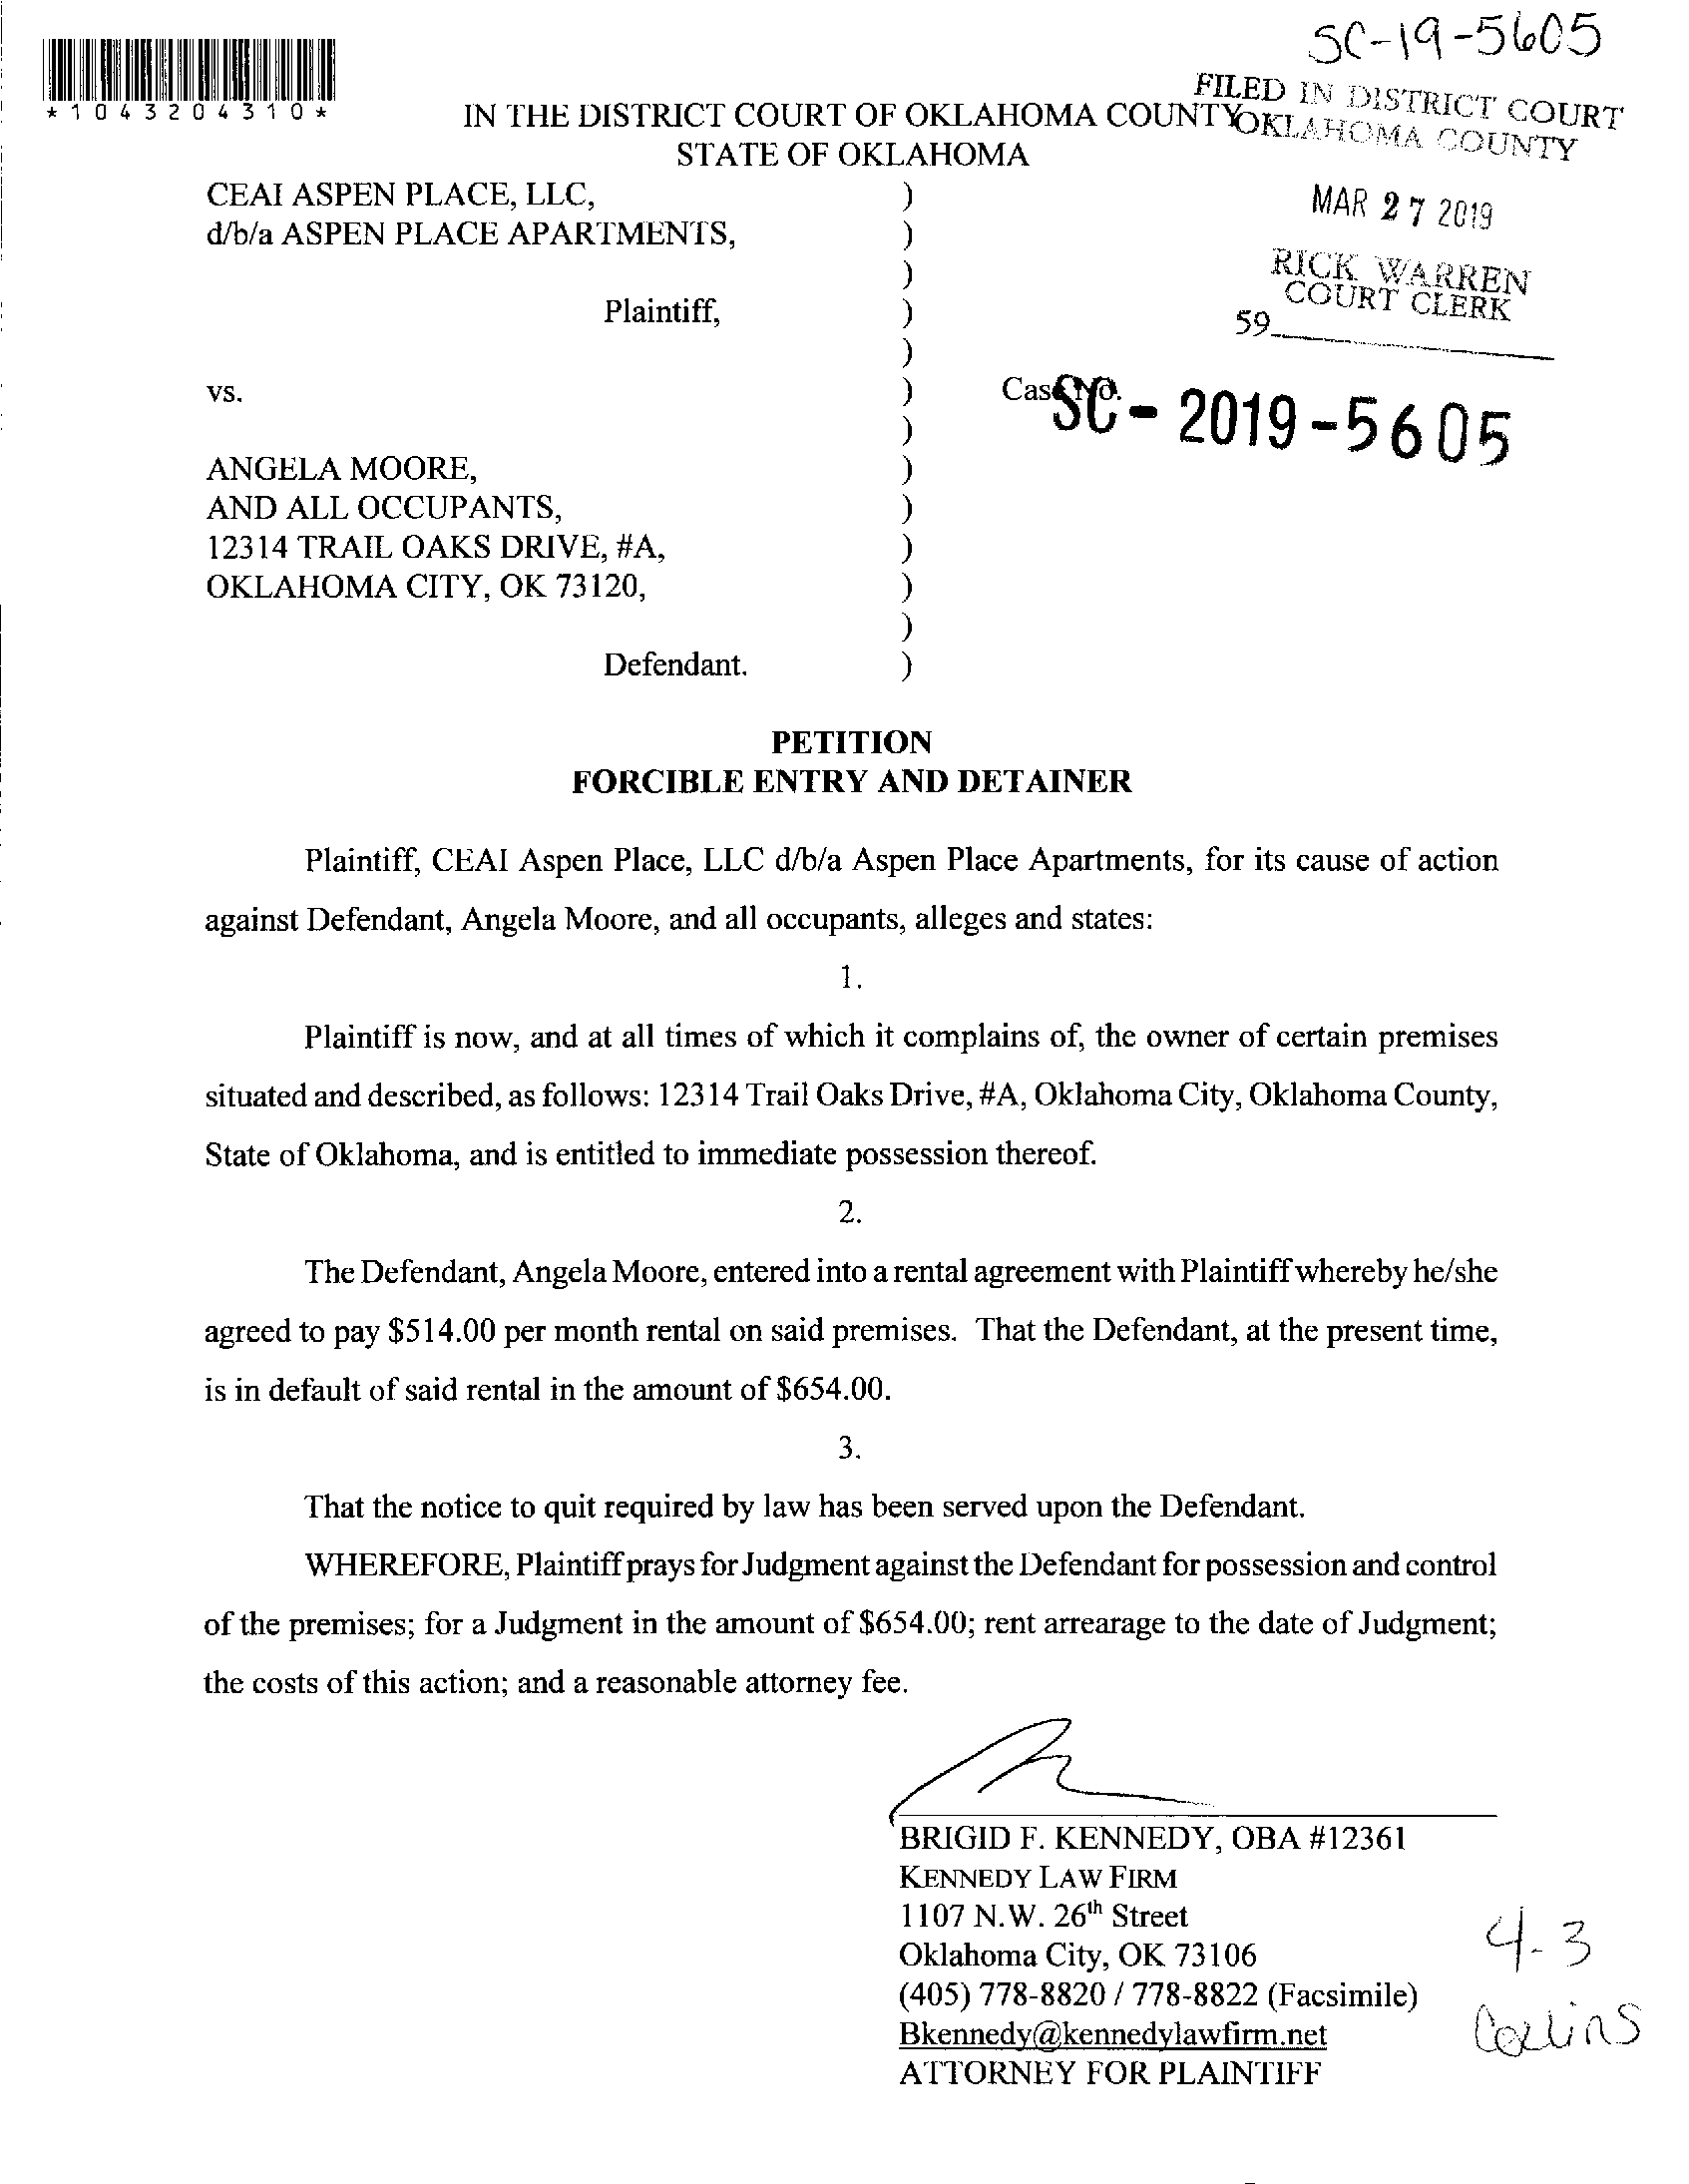 SC-19-5605
*1043204310*
FILED IN DISTRICT COURT
OKLAHOMA COUNTY
IN THE DISTRICT COURT OF OKLAHOMA COUNTY
STATE OF OKLAHOMA
CEAI ASPEN PLACE, LLC, )
d/b/a ASPEN PLACE APARTMENTS, )
)
Plaintiff, )
)
MAR 27 2019
RICK WARREN
COURT CLERK
59
vs. ) Case No.
SC-2019-5605
)
ANGELA MOORE, )
AND ALL OCCUPANTS, )
12314 TRAIL OAKS DRIVE, #A, )
OKLAHOMA CITY, OK 73120, )
)
Defendant. )
PETITION
FORCIBLE ENTRY AND DETAINER
Plaintiff, CEAI Aspen Place, LLC d/b/a Aspen Place Apartments, for its cause of action
against Defendant, Angela Moore, and all occupants, alleges and states:
1.
Plaintiff is now, and at all times of which it complains of, the owner of certain premises
situated and described, as follows: 12314 Trail Oaks Drive, #A, Oklahoma City, Oklahoma County,
State of Oklahoma, and is entitled to immediate possession thereof.
2.
The Defendant, Angela Moore, entered into a rental agreement with Plaintiff whereby he/she
agreed to pay $514.00 per month rental on said premises. That the Defendant, at the present time,
is in default of said rental in the amount of $654.00.
3.
That the notice to quit required by law has been served upon the Defendant.
WHEREFORE, Plaintiff prays for Judgment against the Defendant for possession and control
of the premises; for a Judgment in the amount of $654.00; rent arrearage to the date of Judgment;
the costs of this action; and a reasonable attorney fee.
BRIGID F. KENNEDY, OBA #12361
KENNEDY LAW FIRM
1107 N.W. 26th Street
Oklahoma City, OK 73106
(405) 778-8820 / 778-8822 (Facsimile)
Bkennedy@kennedylawfirm.net
ATTORNEY FOR PLAINTIFF
4-3
Collins